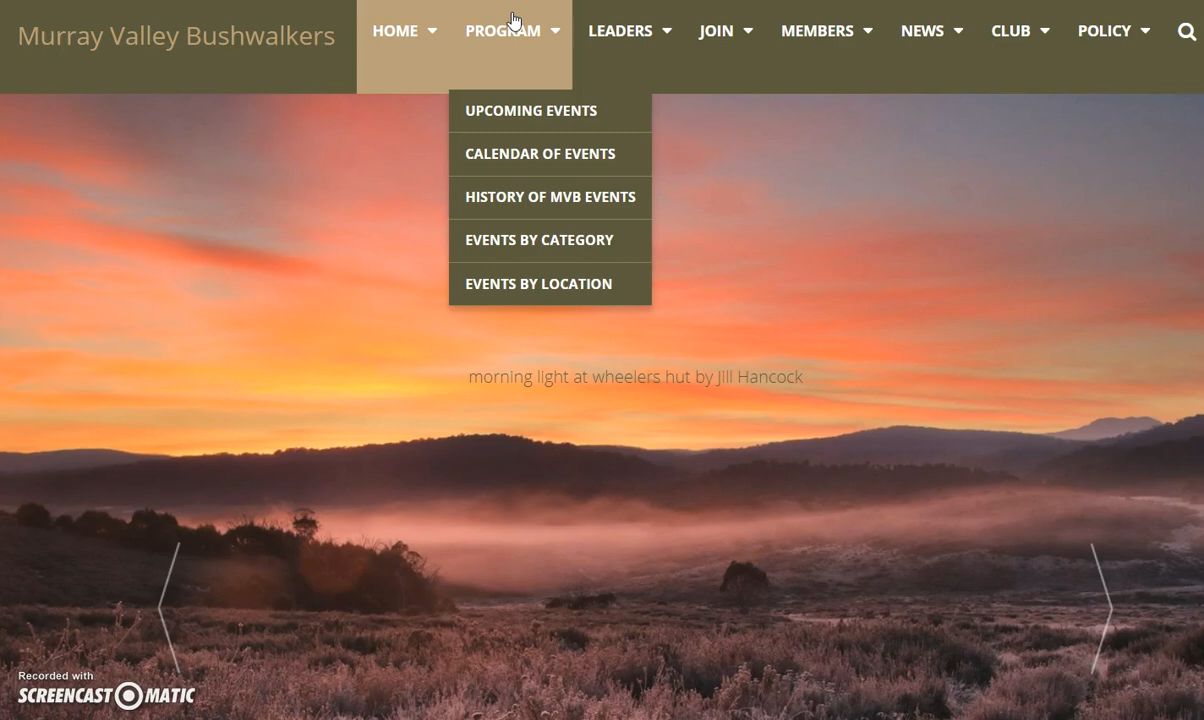 Murray Valley Bushwalkers
HOME PROGRAM LEADERS JOIN MEMBERS NEWS CLUB POLICY
UPCOMING EVENTS
CALENDAR OF EVENTS
HISTORY OF MVB EVENTS
EVENTS BY CATEGORY
EVENTS BY LOCATION
morning light at wheelers hut by Jill Hancock
Recorded with
SCREENCAST MATIC